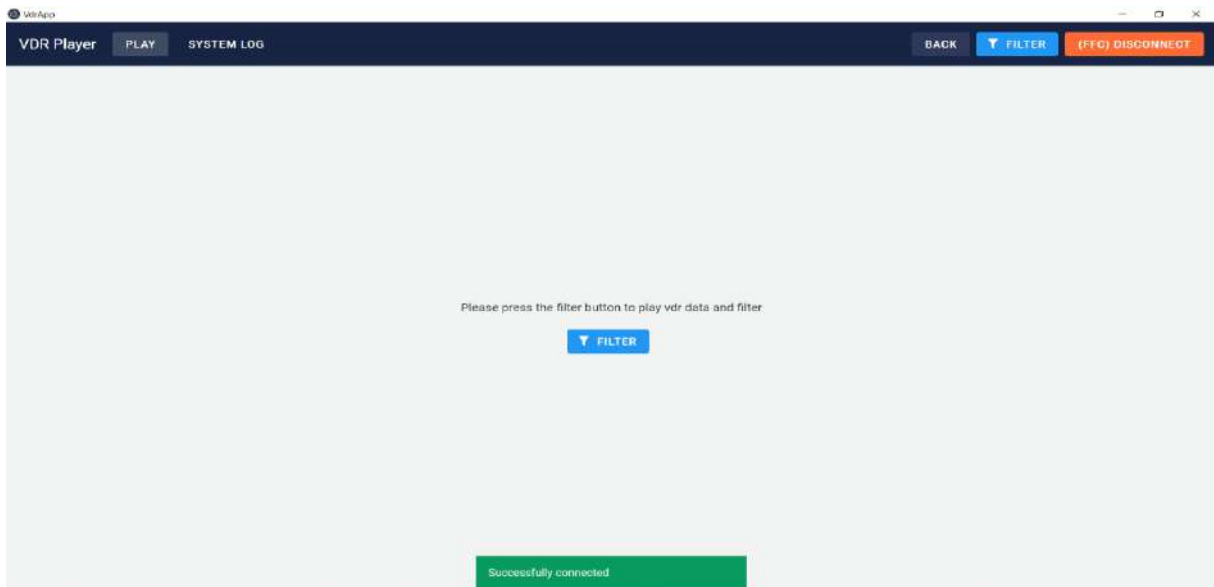 VdrApp
VDR Player PLAY SYSTEM LOG BACK FILTER (FFC) DISCONNECT
Please press the filter button to play vdr data and filter
FILTER
Successfully connected